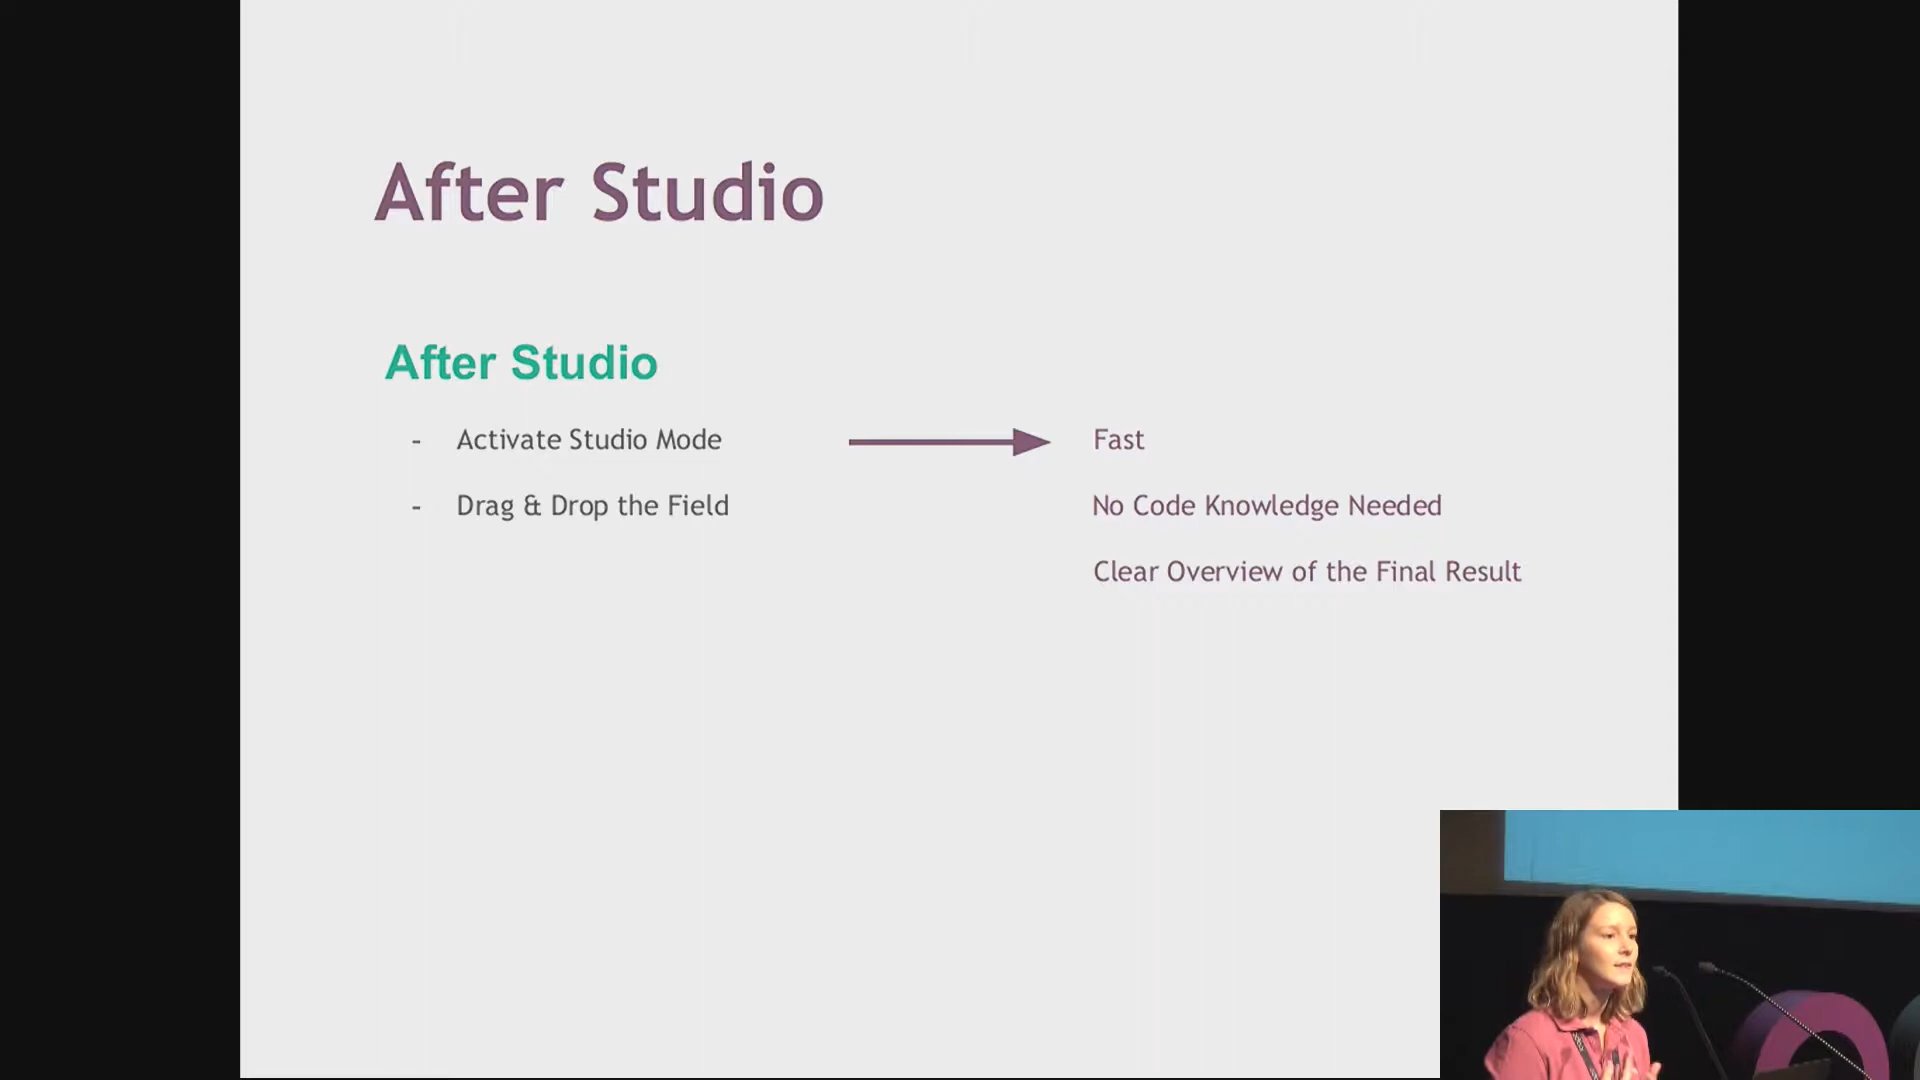 After Studio
After Studio
- Activate Studio Mode
Fast
- Drag & Drop the Field
No Code Knowledge Needed
Clear Overview of the Final Result